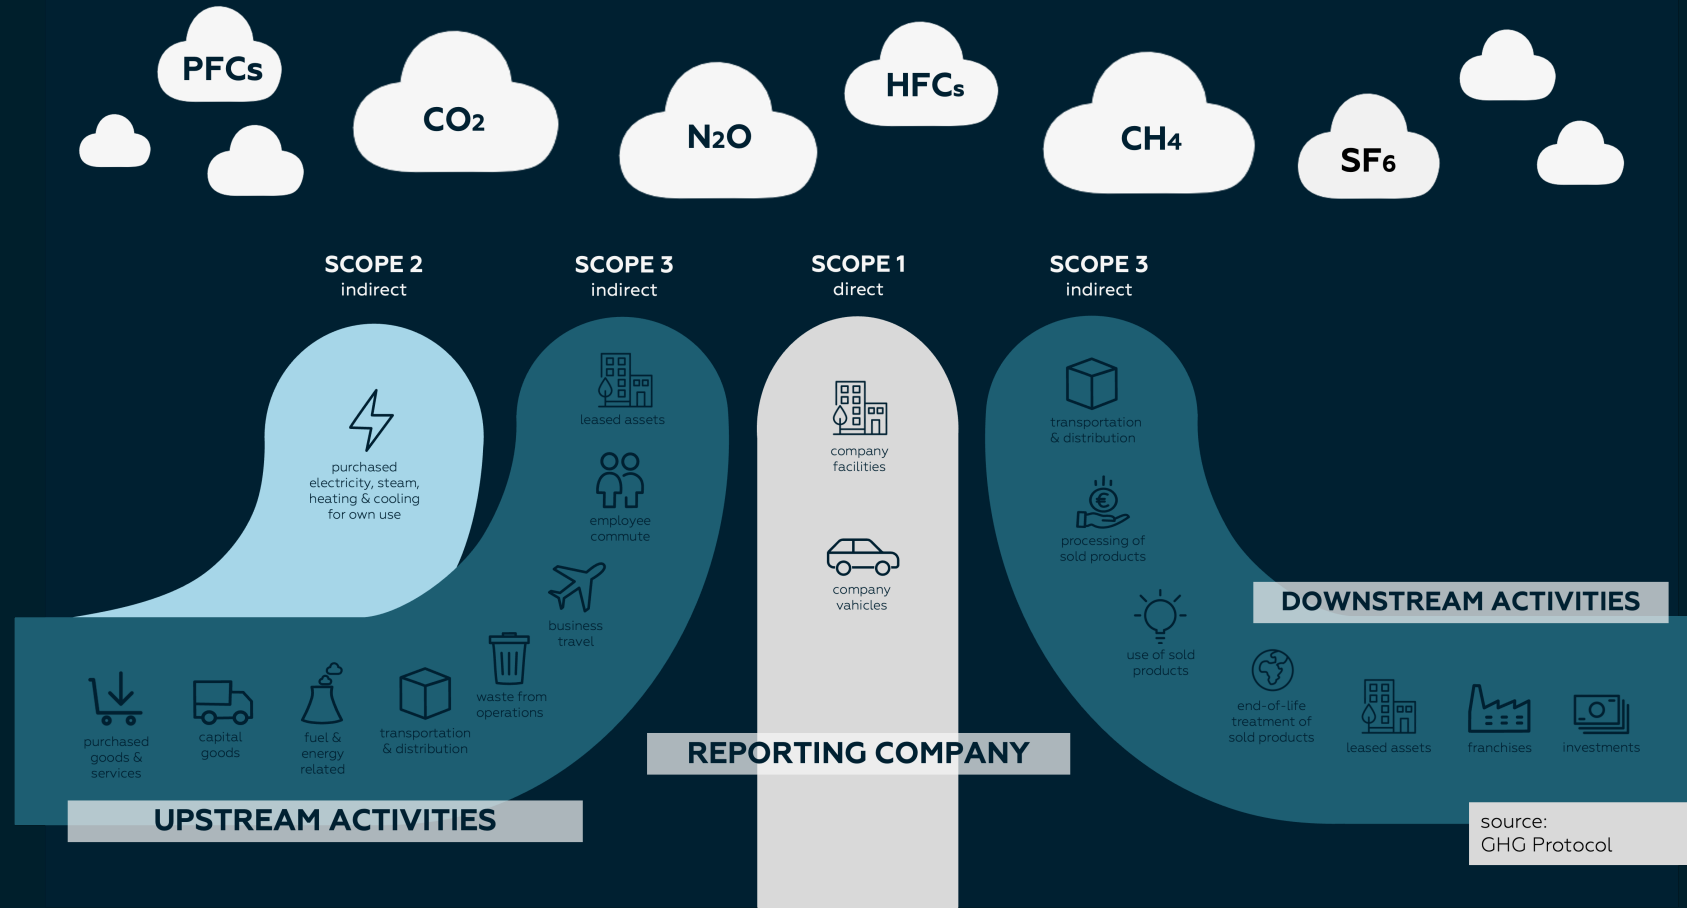 PFCs
CO2
N2O
HFCs
CH4
SF6
SCOPE 2
indirect
SCOPE 3
indirect
SCOPE 1
direct
SCOPE 3
indirect
purchased
electricity, steam,
heating & cooling
for own use
leased assets
employee
commute
business
travel
waste from
operations
transportation
& distribution
fuel &
energy
related
capital
goods
purchased
goods &
services
UPSTREAM ACTIVITIES
company
facilities
company
vehicles
REPORTING COMPANY
transportation
& distribution
processing of
sold products
use of sold
products
end-of-life
treatment of
sold products
leased assets
franchises
investments
DOWNSTREAM ACTIVITIES
source:
GHG Protocol